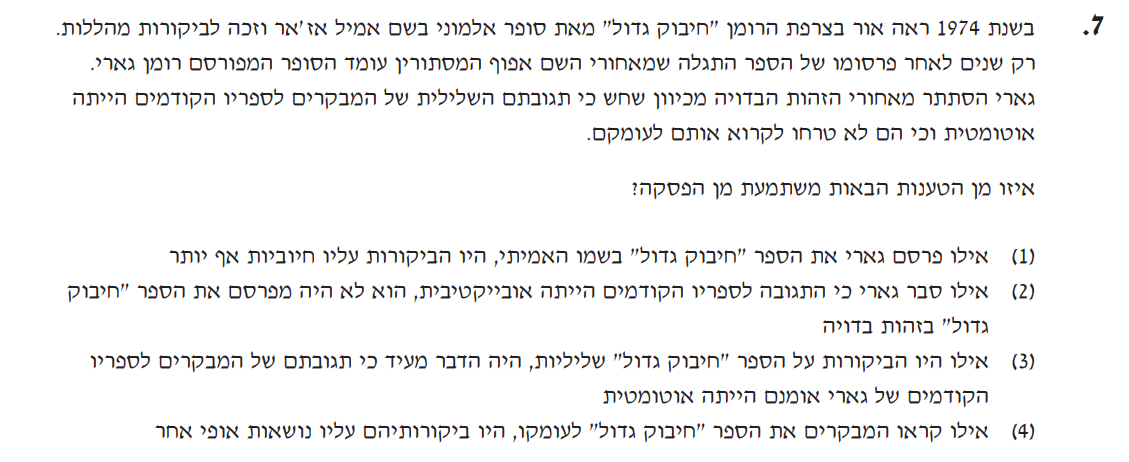 7. בשנת 1974 ראה אור בצרפת הרומן "חיבוק גדול" מאת סופר אלמוני בשם אמיל אז'אר וזכה לביקורות מהללות.
רק שנים לאחר פרסומו של הספר התגלה שמאחורי השם אפוף המסתורין עומד הסופר המפורסם רומן גארי.
גארי הסתתר מאחורי הזהות הבדויה מכיוון שחש כי תגובתם השלילית של המבקרים לספריו הקודמים הייתה
אוטומטית וכי הם לא טרחו לקרוא אותם לעומקם.
איזו מן הטענות הבאות משתמעת מן הפסקה?
(1) אילו פרסם גארי את הספר "חיבוק גדול" בשמו האמיתי, היו הביקורות עליו חיוביות אף יותר
(2) אילו סבר גארי כי התגובה לספריו הקודמים הייתה אובייקטיבית, הוא לא היה מפרסם את הספר "חיבוק
גדול" בזהות בדויה
(3) אילו היו הביקורות על הספר "חיבוק גדול" שליליות, היה הדבר מעיד כי תגובתם של המבקרים לספריו
הקודמים של גארי אומנם הייתה אוטומטית
(4) אילו קראו המבקרים את הספר "חיבוק גדול" לעומקו, היו ביקורותיהם עליו נושאות אופי אחר